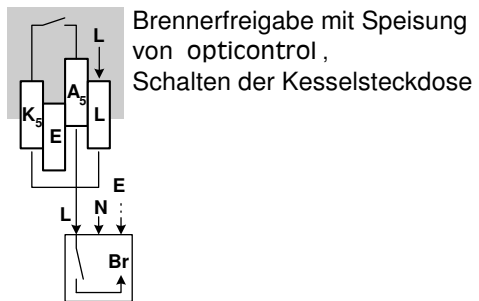 Brennerfreigabe mit Speisung
von opticontrol ,
Schalten der Kesselsteckdose
L
K5 E A5 L
E
L N
Br